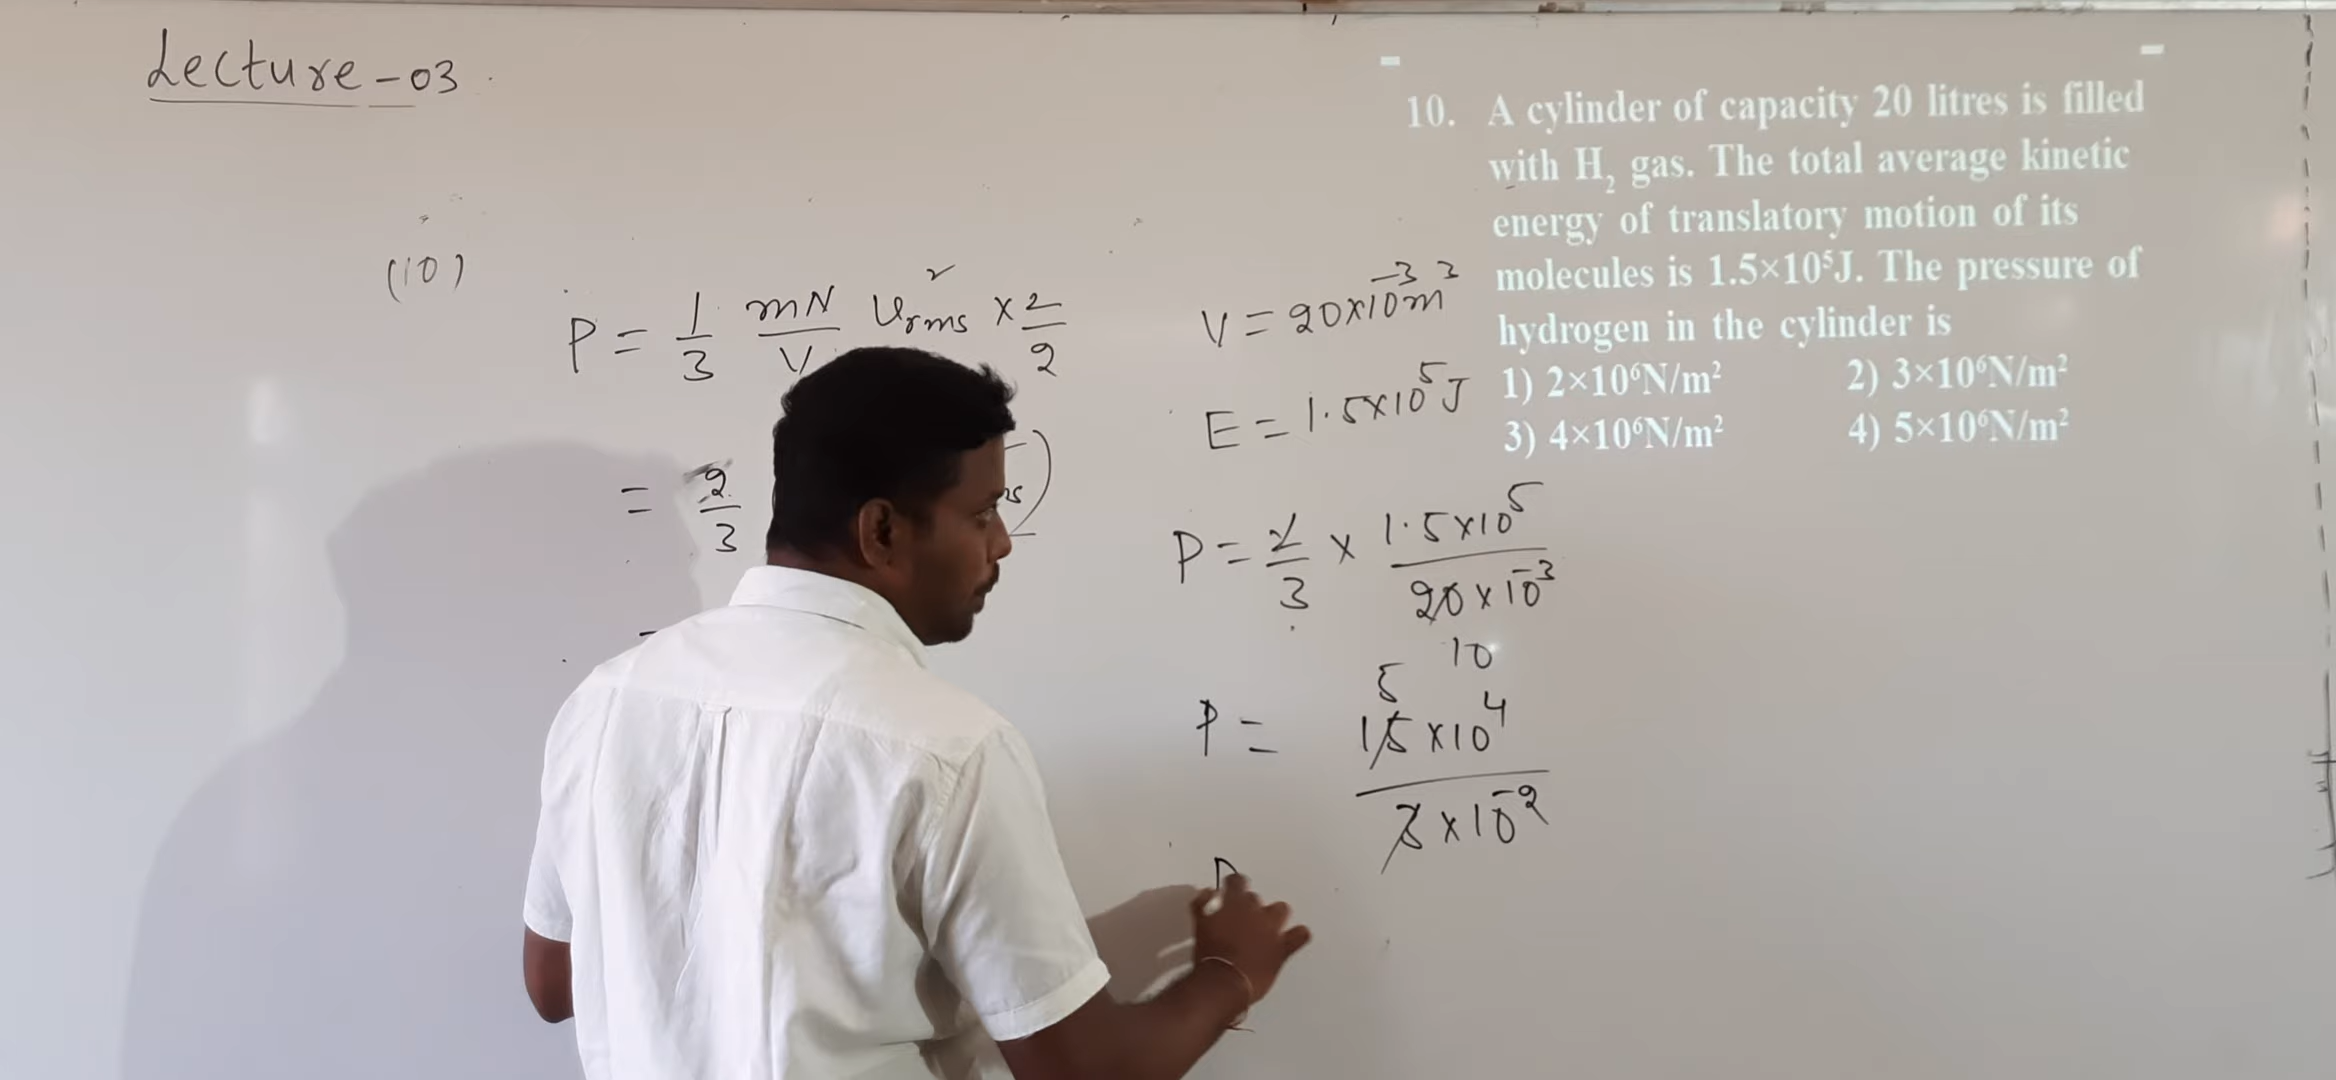 Lecture-03
(10)
P = 1/3 mN/V Urms² × 2/2
= 2/3
V = 20×10⁻³m³
E = 1.5×10⁵J
P = 2/3 × 1.5×10⁵/20×10⁻³
10
5
P = 15×10⁴/3×10⁻²
P
10. A cylinder of capacity 20 litres is filled
with H₂ gas. The total average kinetic
energy of translatory motion of its
molecules is 1.5×10⁵J. The pressure of
hydrogen in the cylinder is
1) 2×10⁶N/m² 2) 3×10⁶N/m²
3) 4×10⁶N/m² 4) 5×10⁶N/m²